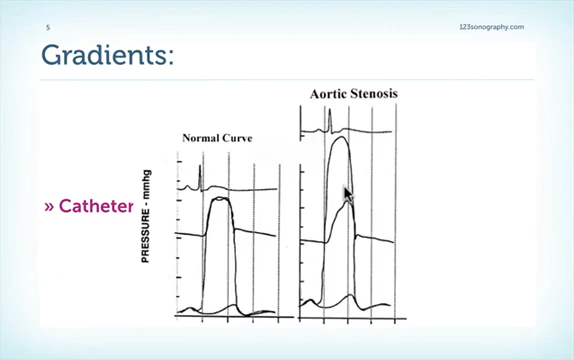 5
123sonography.com
Gradients:
Aortic Stenosis
Normal Curve
» Catheter
PRESSURE - mmhg